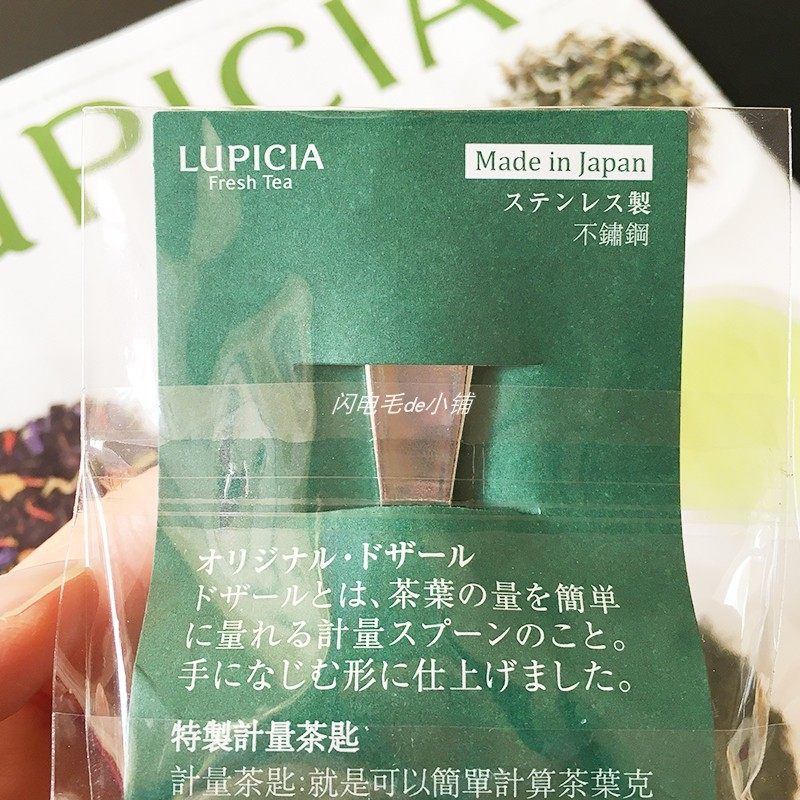 UPICIA
LUPICIA
Fresh Tea
Made in Japan
ステンレス製
不鏽鋼
闪电毛de小铺
オリジナル・ドザール
ドザールとは、茶葉の量を簡単
に量れる計量スプーンのこと。
手になじむ形に仕上げました。
特製計量茶匙
計量茶匙:就是可以簡單計算茶葉克